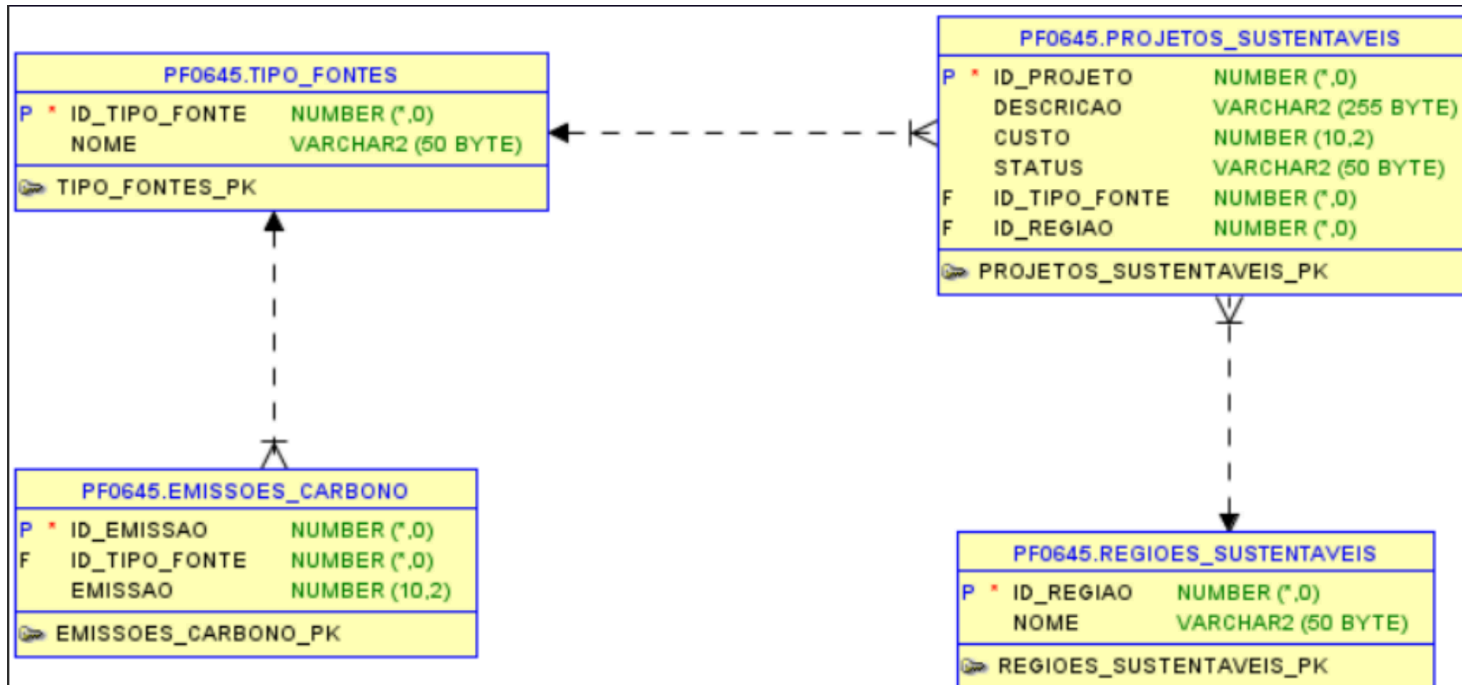 PF0645.TIPO_FONTES
P * ID_TIPO_FONTE NUMBER (*,0)
NOME VARCHAR2 (50 BYTE)
TIPO_FONTES_PK
PF0645.PROJETOS_SUSTENTAVEIS
P * ID_PROJETO NUMBER (*,0)
DESCRICAO VARCHAR2 (255 BYTE)
CUSTO NUMBER (10,2)
STATUS VARCHAR2 (50 BYTE)
F ID_TIPO_FONTE NUMBER (*,0)
F ID_REGIAO NUMBER (*,0)
PROJETOS_SUSTENTAVEIS_PK
PF0645.EMISSOES_CARBONO
P * ID_EMISSAO NUMBER (*,0)
F ID_TIPO_FONTE NUMBER (*,0)
EMISSAO NUMBER (10,2)
EMISSOES_CARBONO_PK
PF0645.REGIOES_SUSTENTAVEIS
P * ID_REGIAO NUMBER (*,0)
NOME VARCHAR2 (50 BYTE)
REGIOES_SUSTENTAVEIS_PK